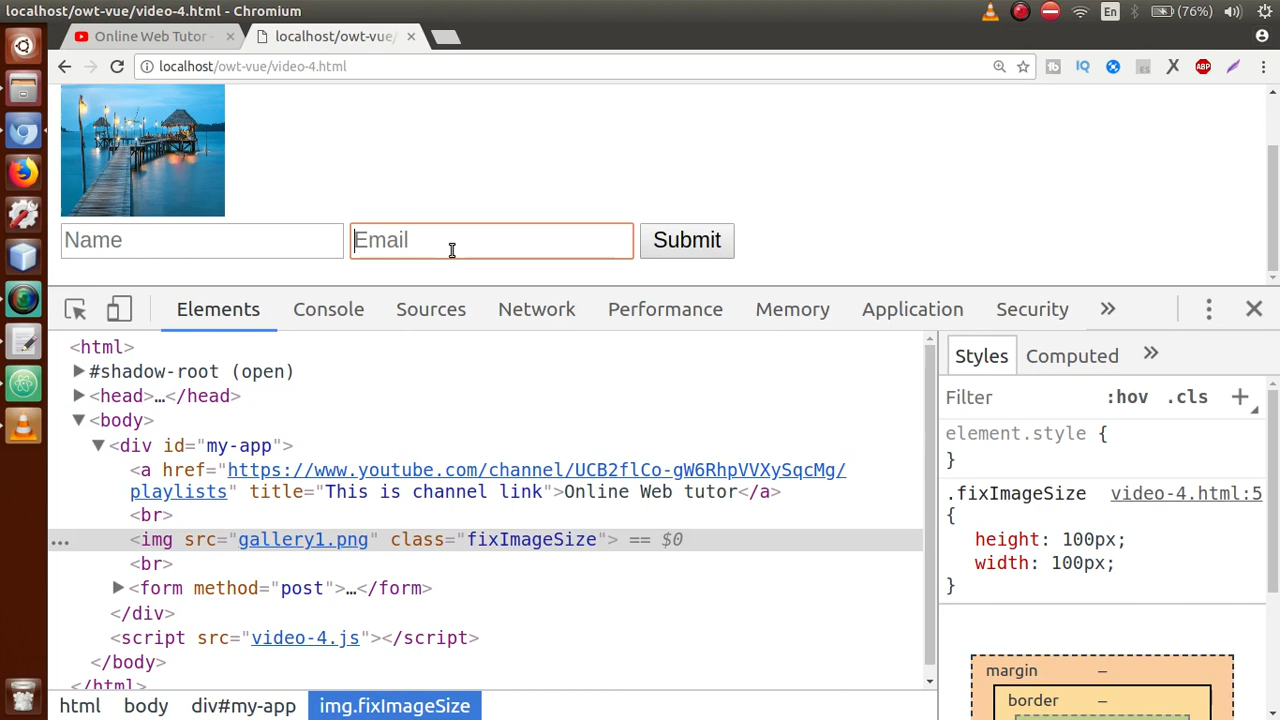 localhost/owt-vue/video-4.html - Chromium
En
(76%)
Online Web Tutor -
localhost/owt-vue/
localhost/owt-vue/video-4.html
fb
IQ
ES
X
ABP
Name
Email
Submit
Elements
Console
Sources
Network
Performance
Memory
Application
Security
»
<html>
#shadow-root (open)
<head>…</head>
<body>
<div id="my-app">
<a href="https://www.youtube.com/channel/UCB2flCo-gW6RhpVVXySqcMg/
playlists" title="This is channel link">Online Web tutor</a>
<br>
... <img src="gallery1.png" class="fixImageSize"> == $0
<br>
<form method="post">…</form>
</div>
<script src="video-4.js"></script>
</body>
</html>
html
body
div#my-app
img.fixImageSize
Styles
Computed
»
Filter
:hov
.cls
+
element.style {
}
.fixImageSize
video-4.html:5
{
height: 100px;
width: 100px;
}
margin
–
border
–